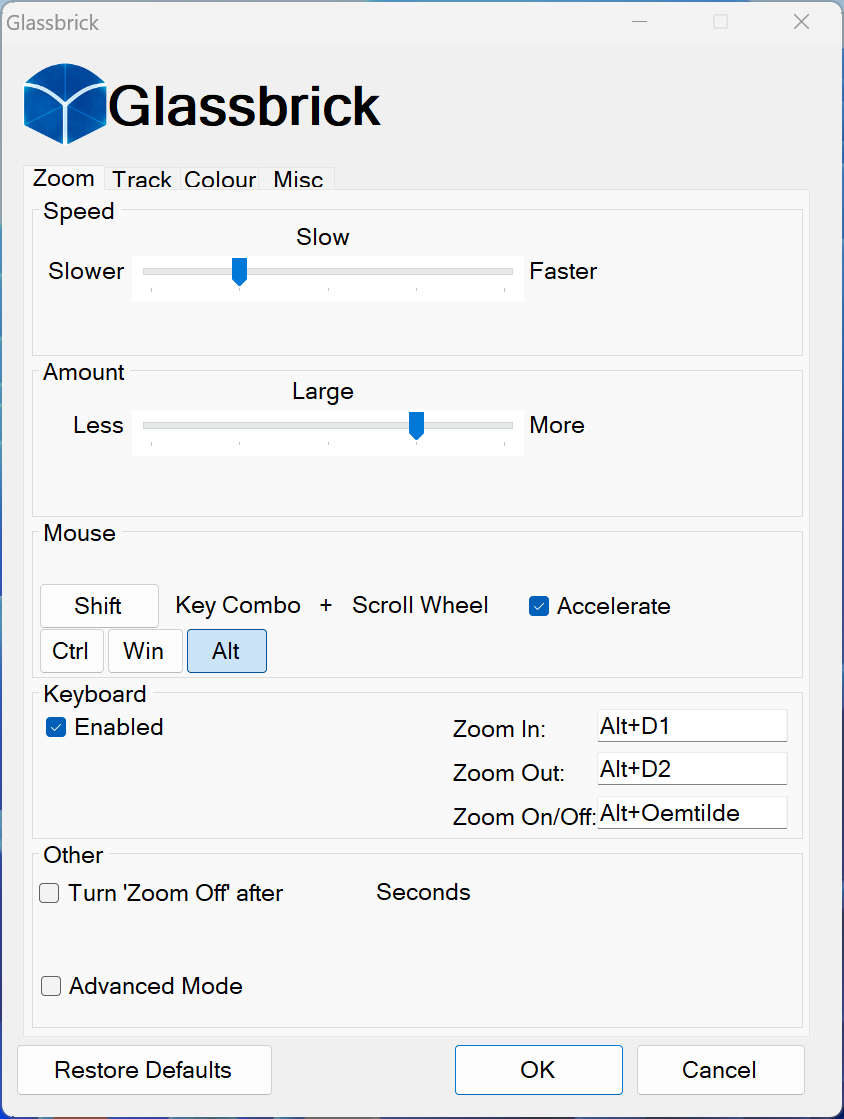 Glassbrick
Glassbrick
Zoom Track Colour Misc
Speed
Slow
Slower Faster
Amount
Large
Less More
Mouse
Shift Key Combo + Scroll Wheel Accelerate
Ctrl Win Alt
Keyboard
Enabled
Zoom In: Alt+D1
Zoom Out: Alt+D2
Zoom On/Off: Alt+Oemtilde
Other
Turn 'Zoom Off' after Seconds
Advanced Mode
Restore Defaults OK Cancel